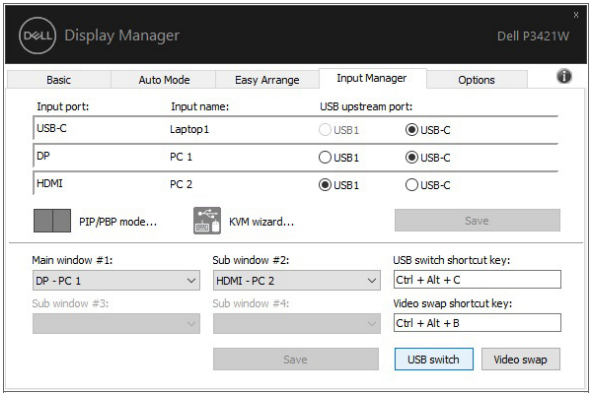 DELL Display Manager Dell P3421W
x
Basic Auto Mode Easy Arrange Input Manager Options i
Input port: Input name: USB upstream port:
USB-C Laptop1 USB1 USB-C
DP PC 1 USB1 USB-C
HDMI PC 2 USB1 USB-C
PIP/PBP mode... KVM wizard... Save
Main window #1: Sub window #2: USB switch shortcut key:
DP - PC 1 HDMI - PC 2 Ctrl + Alt + C
Sub window #3: Sub window #4: Video swap shortcut key:
Ctrl + Alt + B
Save USB switch Video swap